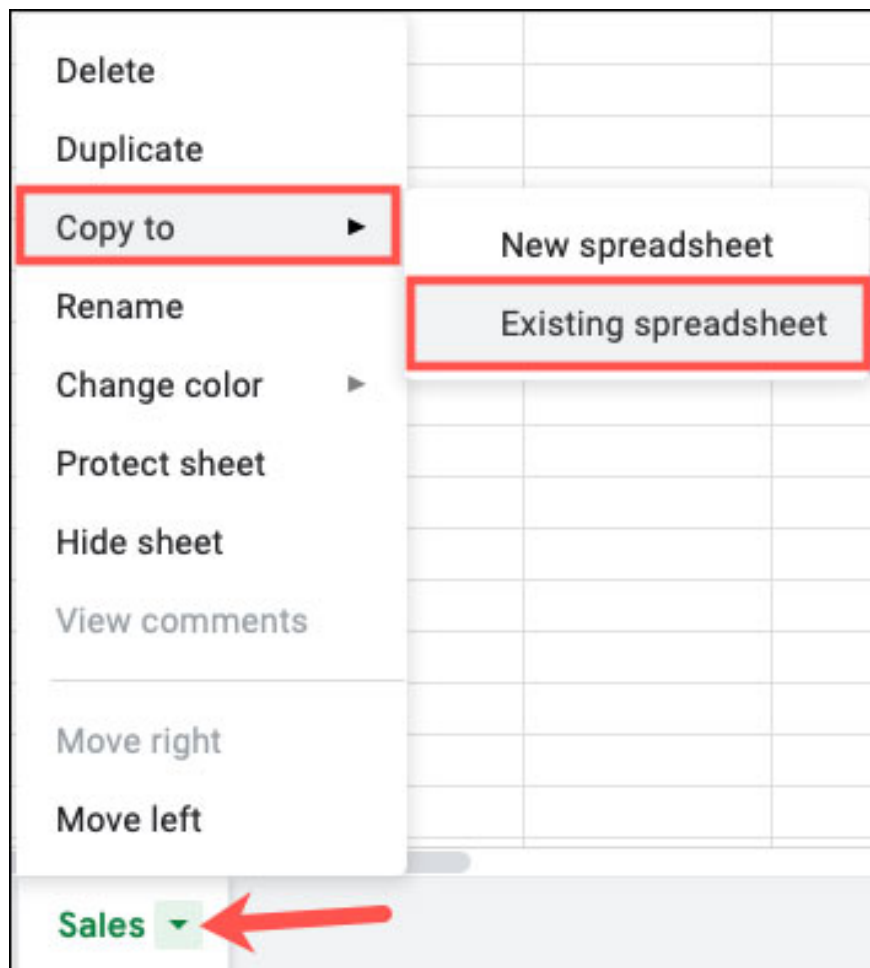 Delete
Duplicate
Copy to
New spreadsheet
Existing spreadsheet
Rename
Change color
Protect sheet
Hide sheet
View comments
Move right
Move left
Sales